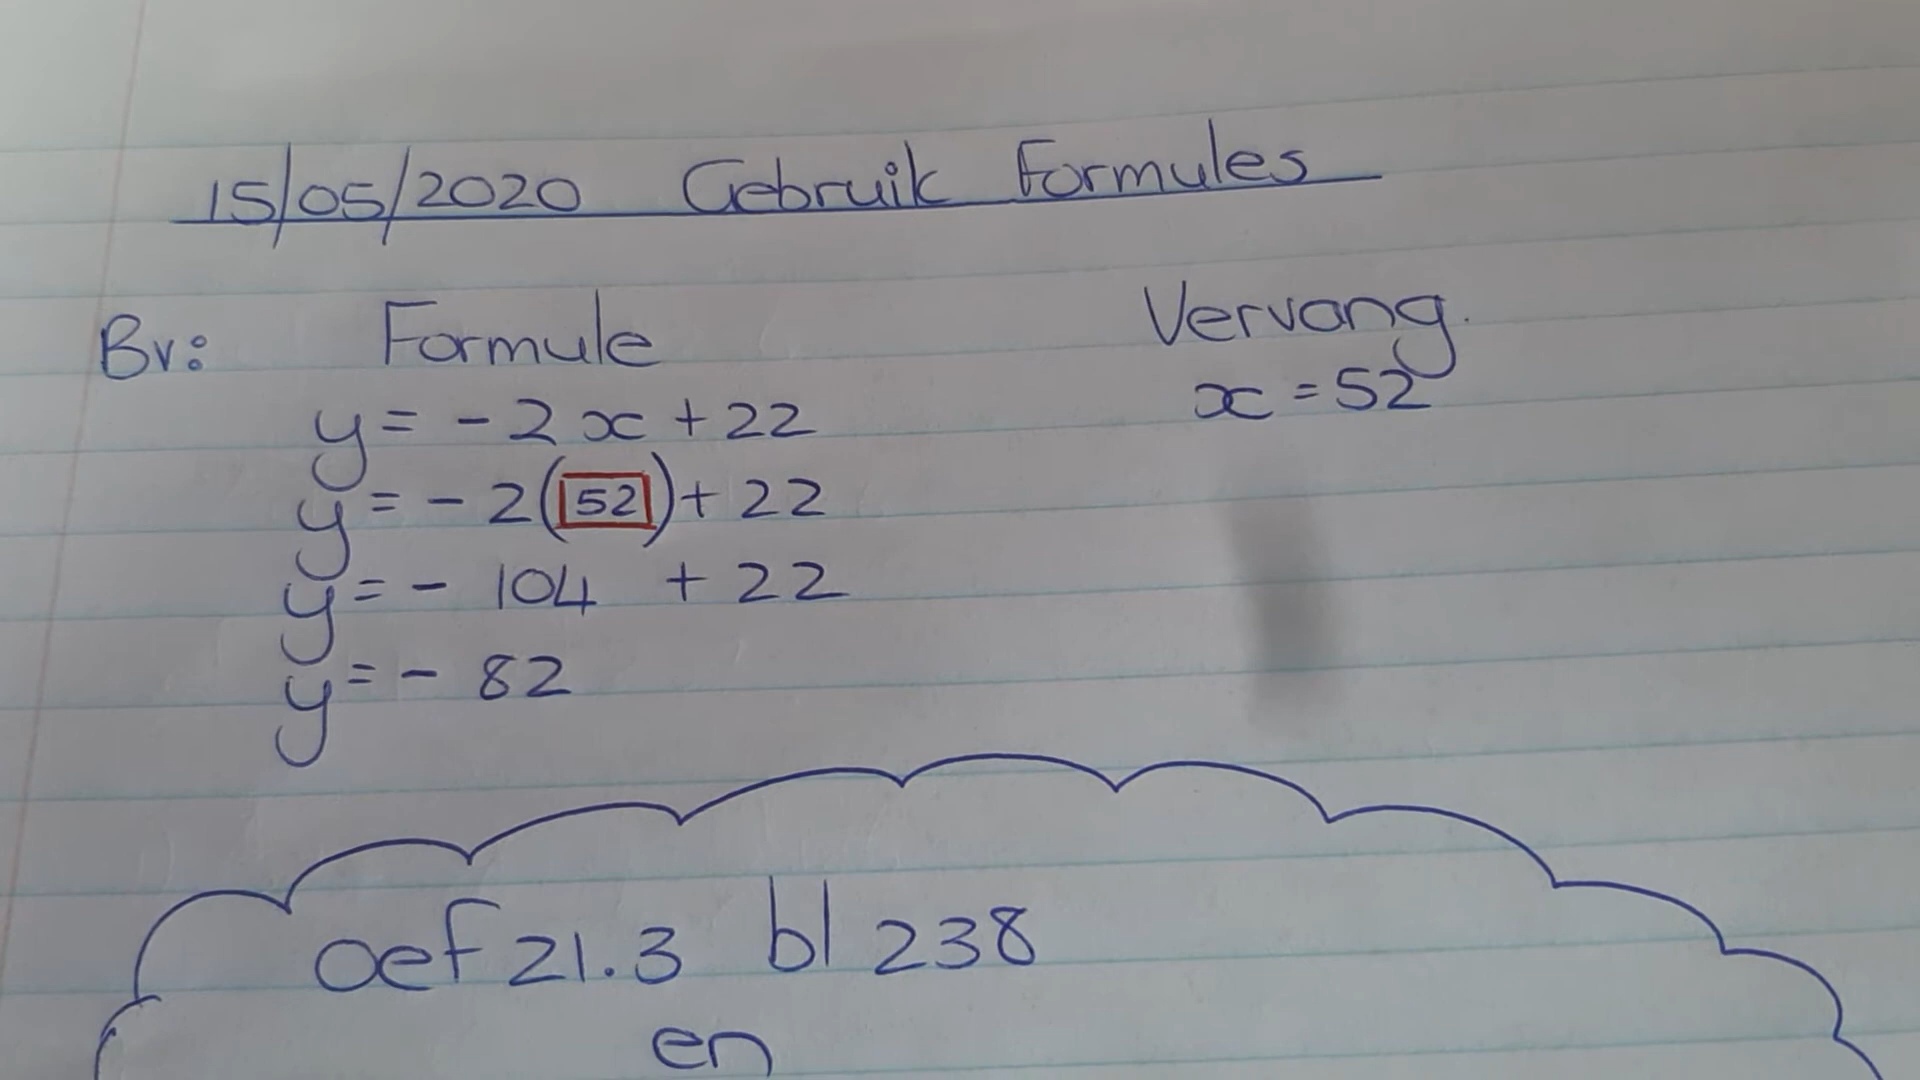 15/05/2020 Gebruik Formules
Bv: Formule Vervang.
y = -2x + 22 x = 52
y = -2(52) + 22
y = - 104 + 22
y = - 82
oef 21.3 bl 238
en